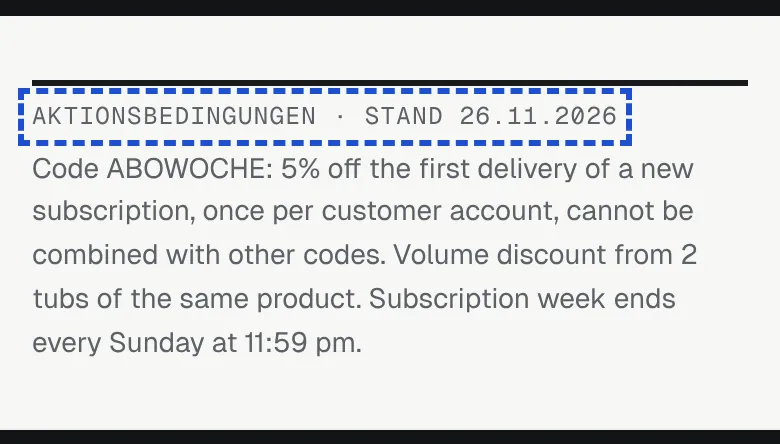 AKTIONSBEDINGUNGEN · STAND 26.11.2026
Code ABOWOCHE: 5% off the first delivery of a new
subscription, once per customer account, cannot be
combined with other codes. Volume discount from 2
tubs of the same product. Subscription week ends
every Sunday at 11:59 pm.